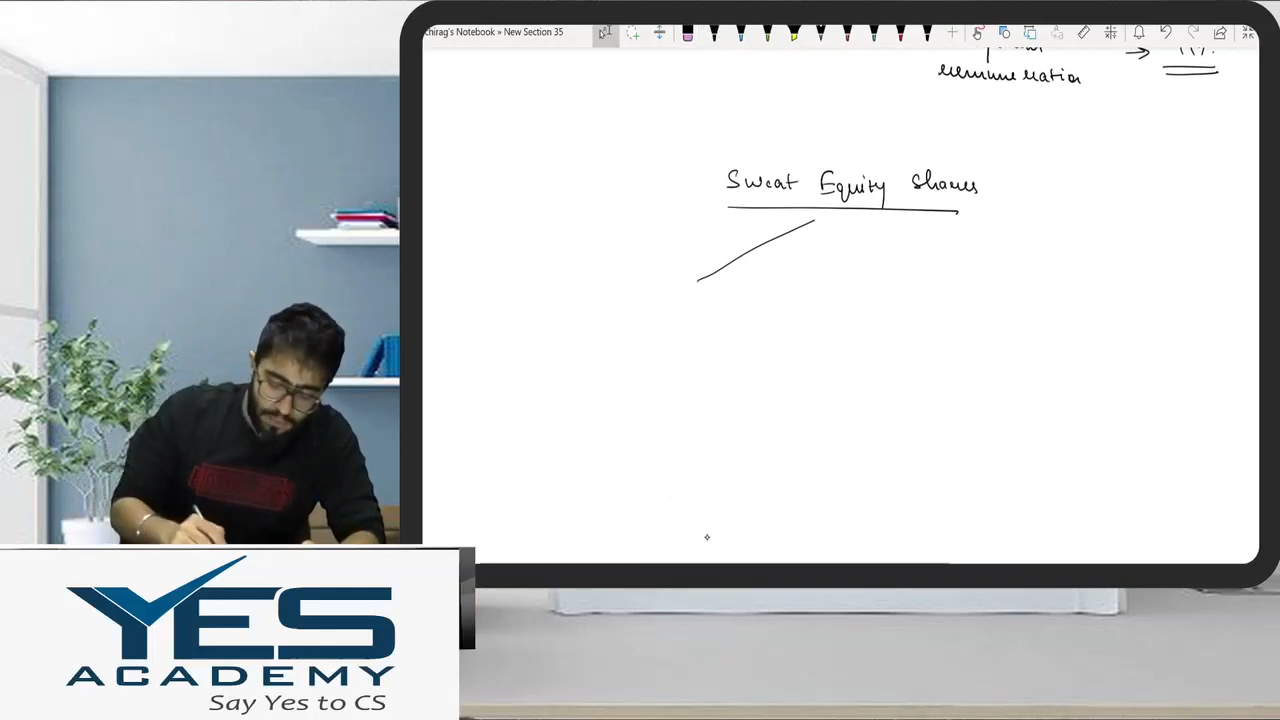 chirag's Notebook » New Section 35
remuneration
Sweat Equity Shares
YES
ACADEMY
Say Yes to CS